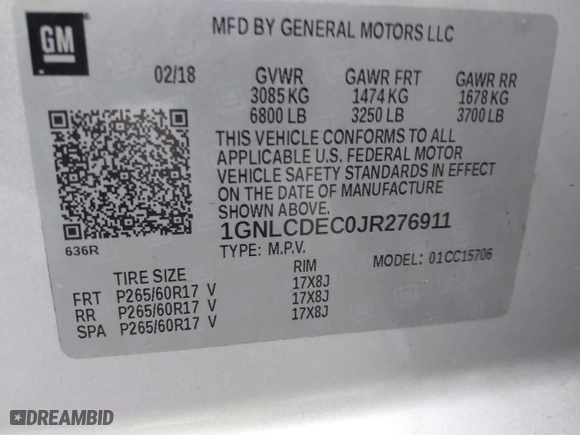 GM
MFD BY GENERAL MOTORS LLC
02/18 GVWR GAWR FRT GAWR RR
3085 KG 1474 KG 1678 KG
6800 LB 3250 LB 3700 LB
THIS VEHICLE CONFORMS TO ALL
APPLICABLE U.S. FEDERAL MOTOR
VEHICLE SAFETY STANDARDS IN EFFECT
ON THE DATE OF MANUFACTURE
SHOWN ABOVE.
1GNLCDEC0JR276911
636R
TYPE: M.P.V. MODEL: 01CC15706
TIRE SIZE RIM
FRT P265/60R17 V 17X8J
RR P265/60R17 V 17X8J
SPA P265/60R17 V 17X8J
DREAMBID